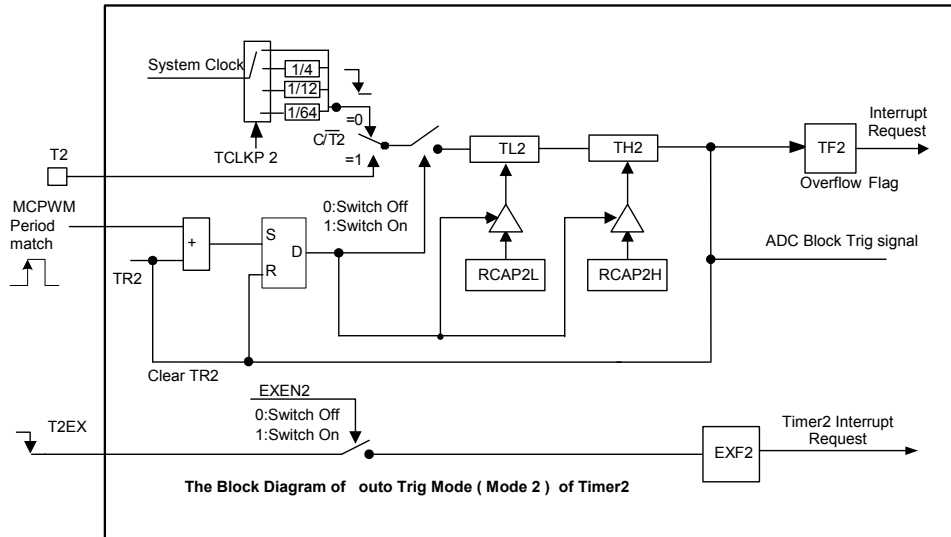 System Clock
1/4
1/12
1/64
=0
C/T2
TCLKP 2
=1
T2
TL2
TH2
TF2
Interrupt
Request
Overflow Flag
MCPWM
Period
match
0:Switch Off
1:Switch On
+
S
D
R
TR2
RCAP2L
RCAP2H
ADC Block Trig signal
Clear TR2
EXEN2
0:Switch Off
1:Switch On
T2EX
EXF2
Timer2 Interrupt
Request
The Block Diagram of outo Trig Mode ( Mode 2 ) of Timer2